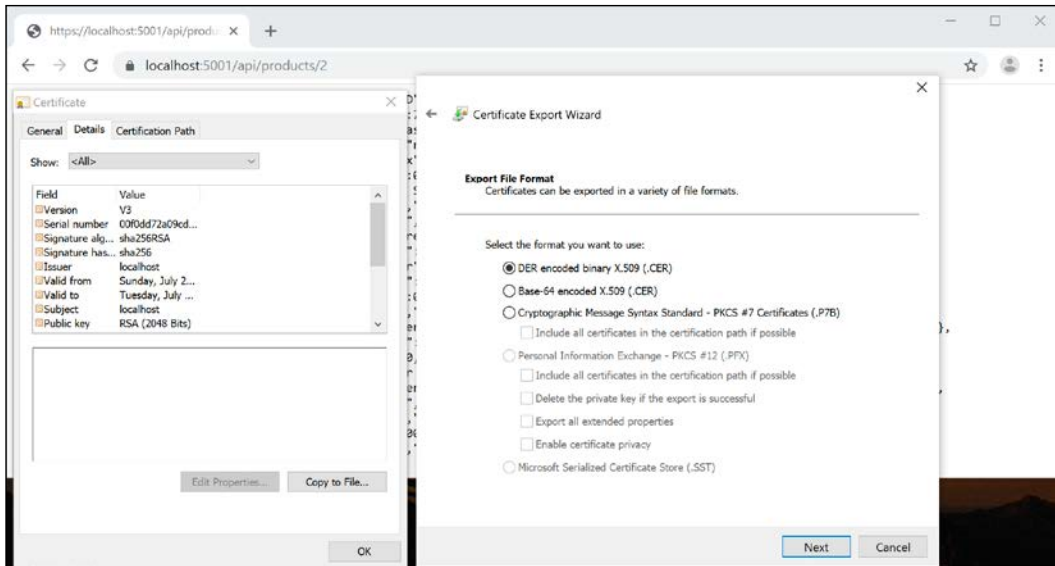 https://localhost:5001/api/produ
localhost:5001/api/products/2
Certificate
General Details Certification Path
Show: <All>
Field Value
Version V3
Serial number 00f0dd72a09cd...
Signature alg... sha256RSA
Signature has... sha256
Issuer localhost
Valid from Sunday, July 2...
Valid to Tuesday, July ...
Subject localhost
Public key RSA (2048 Bits)
Edit Properties... Copy to File...
OK
Certificate Export Wizard
Export File Format
Certificates can be exported in a variety of file formats.
Select the format you want to use:
DER encoded binary X.509 (.CER)
Base-64 encoded X.509 (.CER)
Cryptographic Message Syntax Standard - PKCS #7 Certificates (.P7B)
Include all certificates in the certification path if possible
Personal Information Exchange - PKCS #12 (.PFX)
Include all certificates in the certification path if possible
Delete the private key if the export is successful
Export all extended properties
Enable certificate privacy
Microsoft Serialized Certificate Store (.SST)
Next Cancel